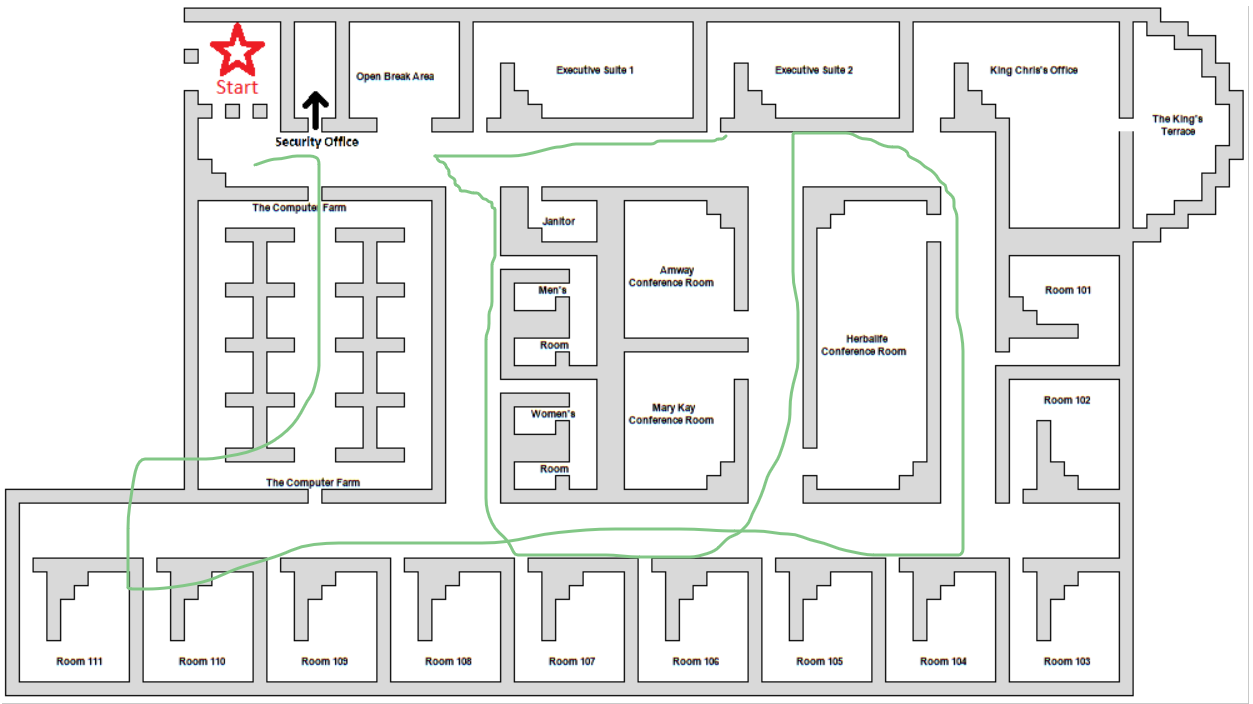 Start
Open Break Area
Security Office
Executive Suite 1
Executive Suite 2
King Chris's Office
The King's
Terrace
The Computer Farm
Janitor
Men's
Room
Women's
Room
Amway
Conference Room
Mary Kay
Conference Room
Herbalife
Conference Room
Room 101
Room 102
The Computer Farm
Room 111
Room 110
Room 109
Room 108
Room 107
Room 106
Room 105
Room 104
Room 103